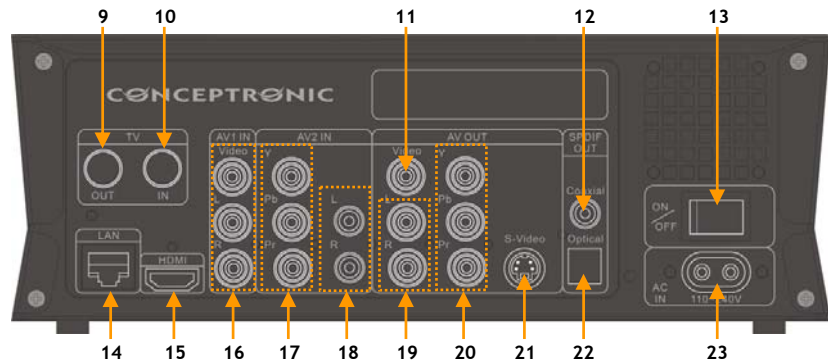 9 10 11 12 13
CONCEPTRONIC
TV AV1 IN AV2 IN AV OUT SPDIF OUT
Video Y Video Y
OUT IN L Pb L L Pb Coaxial ON/OFF
LAN HDMI R Pr R R Pr S-Video Optical
AC IN
14 15 16 17 18 19 20 21 22 23